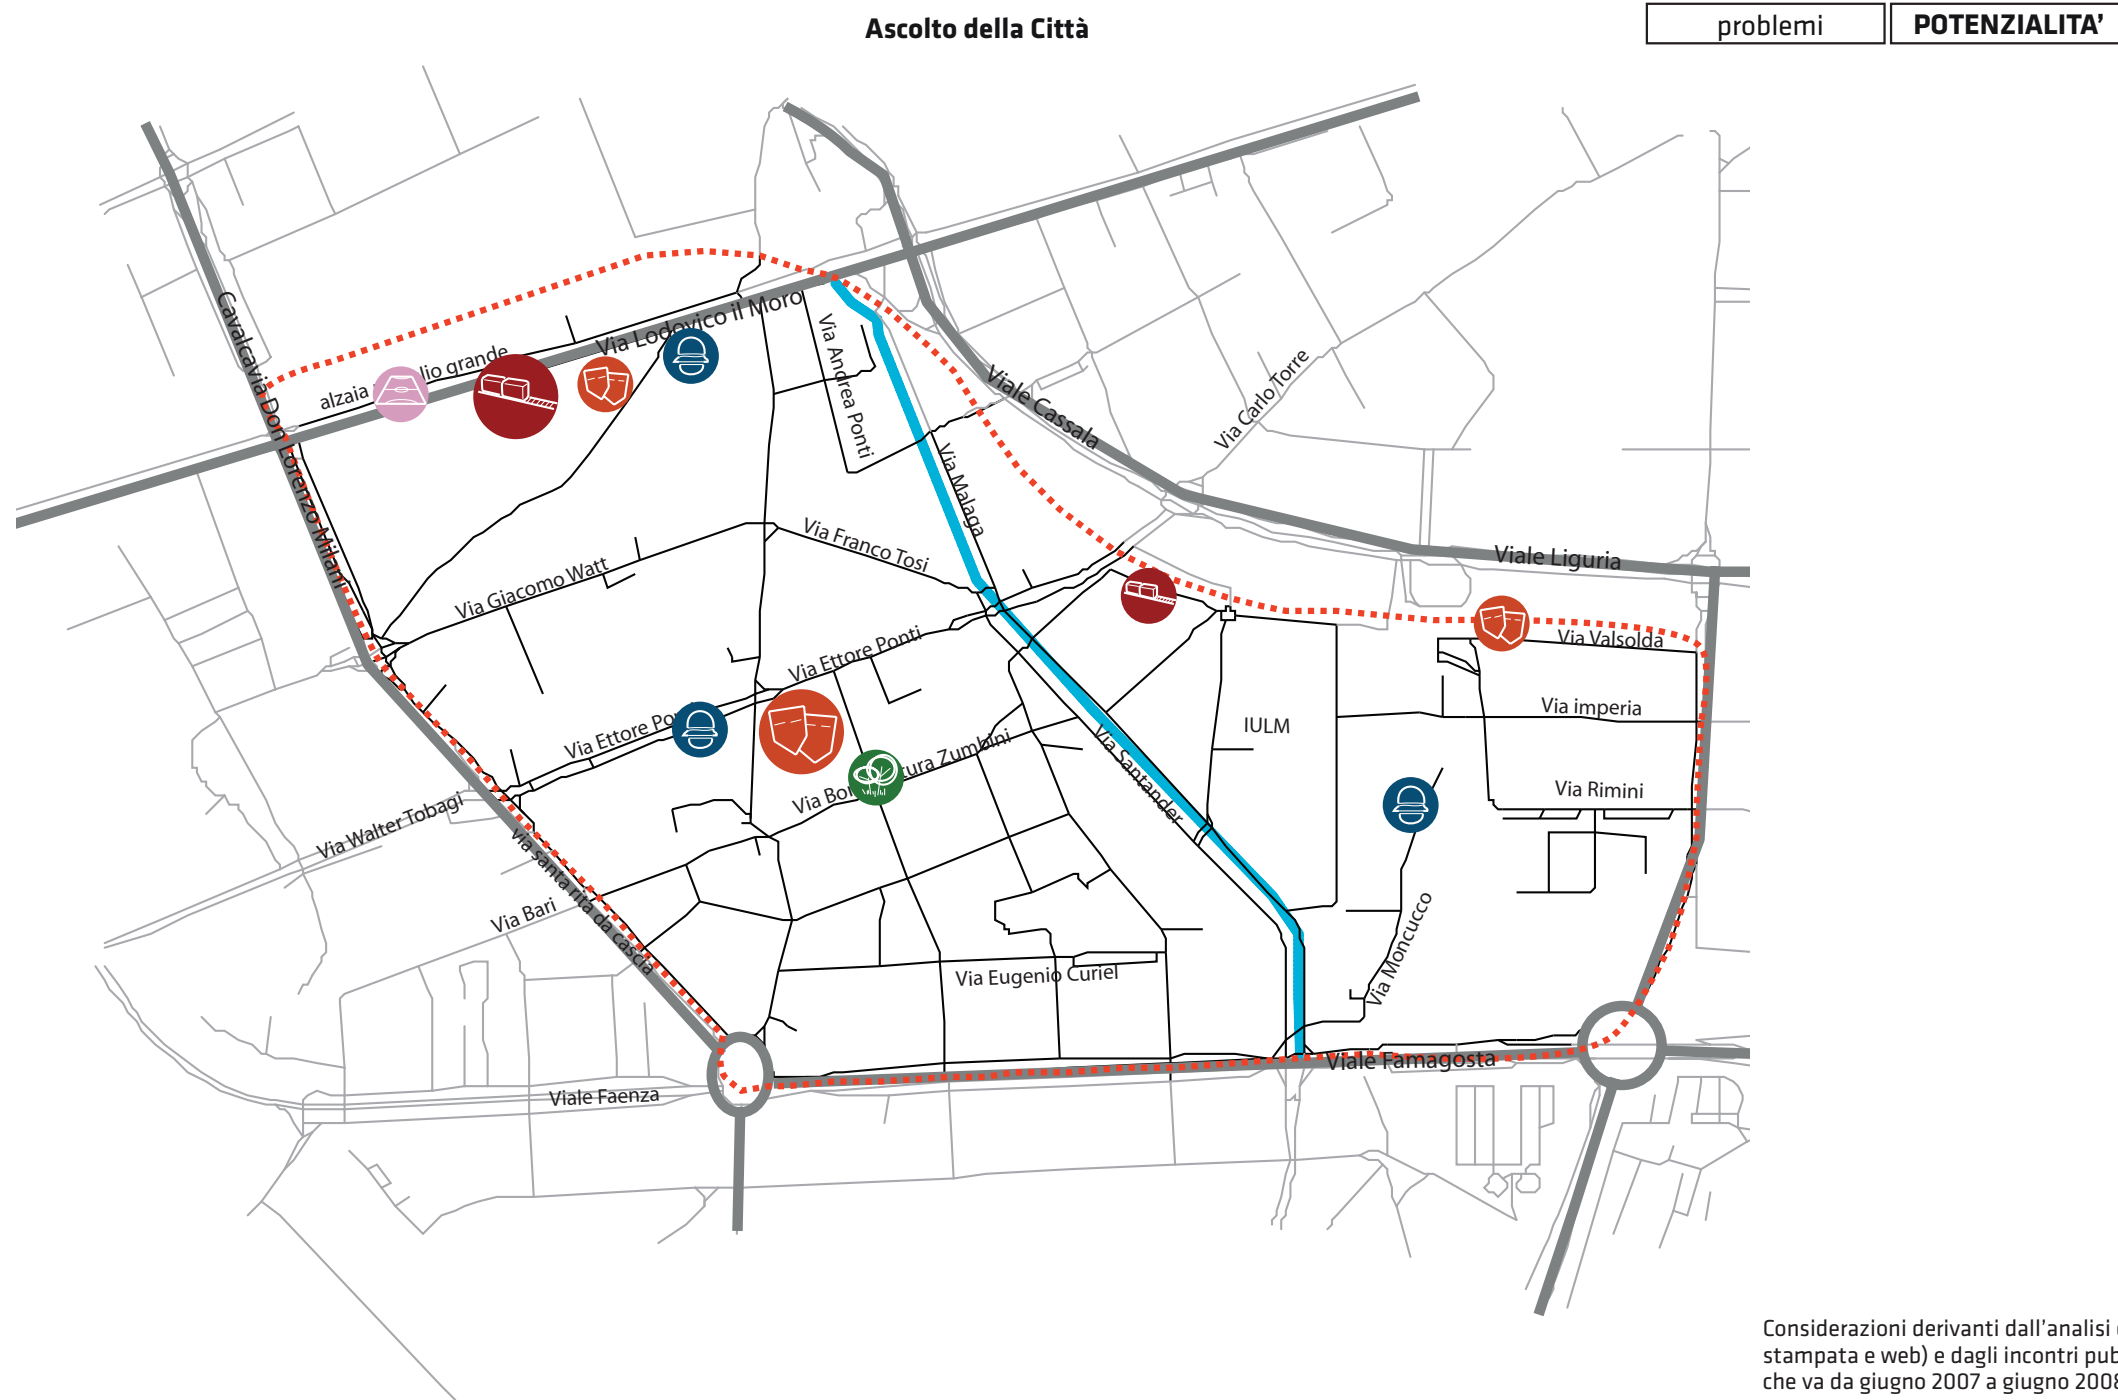 Ascolto della Città
problemi
POTENZIALITA’
Cavalcavia Don Lorenzo Milani
alzaia
lio grande
Via Lodovico il Moro
Via Andrea Ponti
Viale Cassala
Via Carlo Torre
Via Malaga
Via Franco Tosi
Via Giacomo Watt
Viale Liguria
Via Ettore Ponti
Via Valsolda
Via imperia
IULM
Via Ettore Po
Via Bo
tura Zumbini
Via Santander
Via Rimini
Via Walter Tobagi
Via santa rita da cascia
Via Bari
Via Moncucco
Via Eugenio Curiel
Viale Famagosta
Viale Faenza
Considerazioni derivanti dall’analisi
stampata e web) e dagli incontri pub
che va da giugno 2007 a giugno 2008